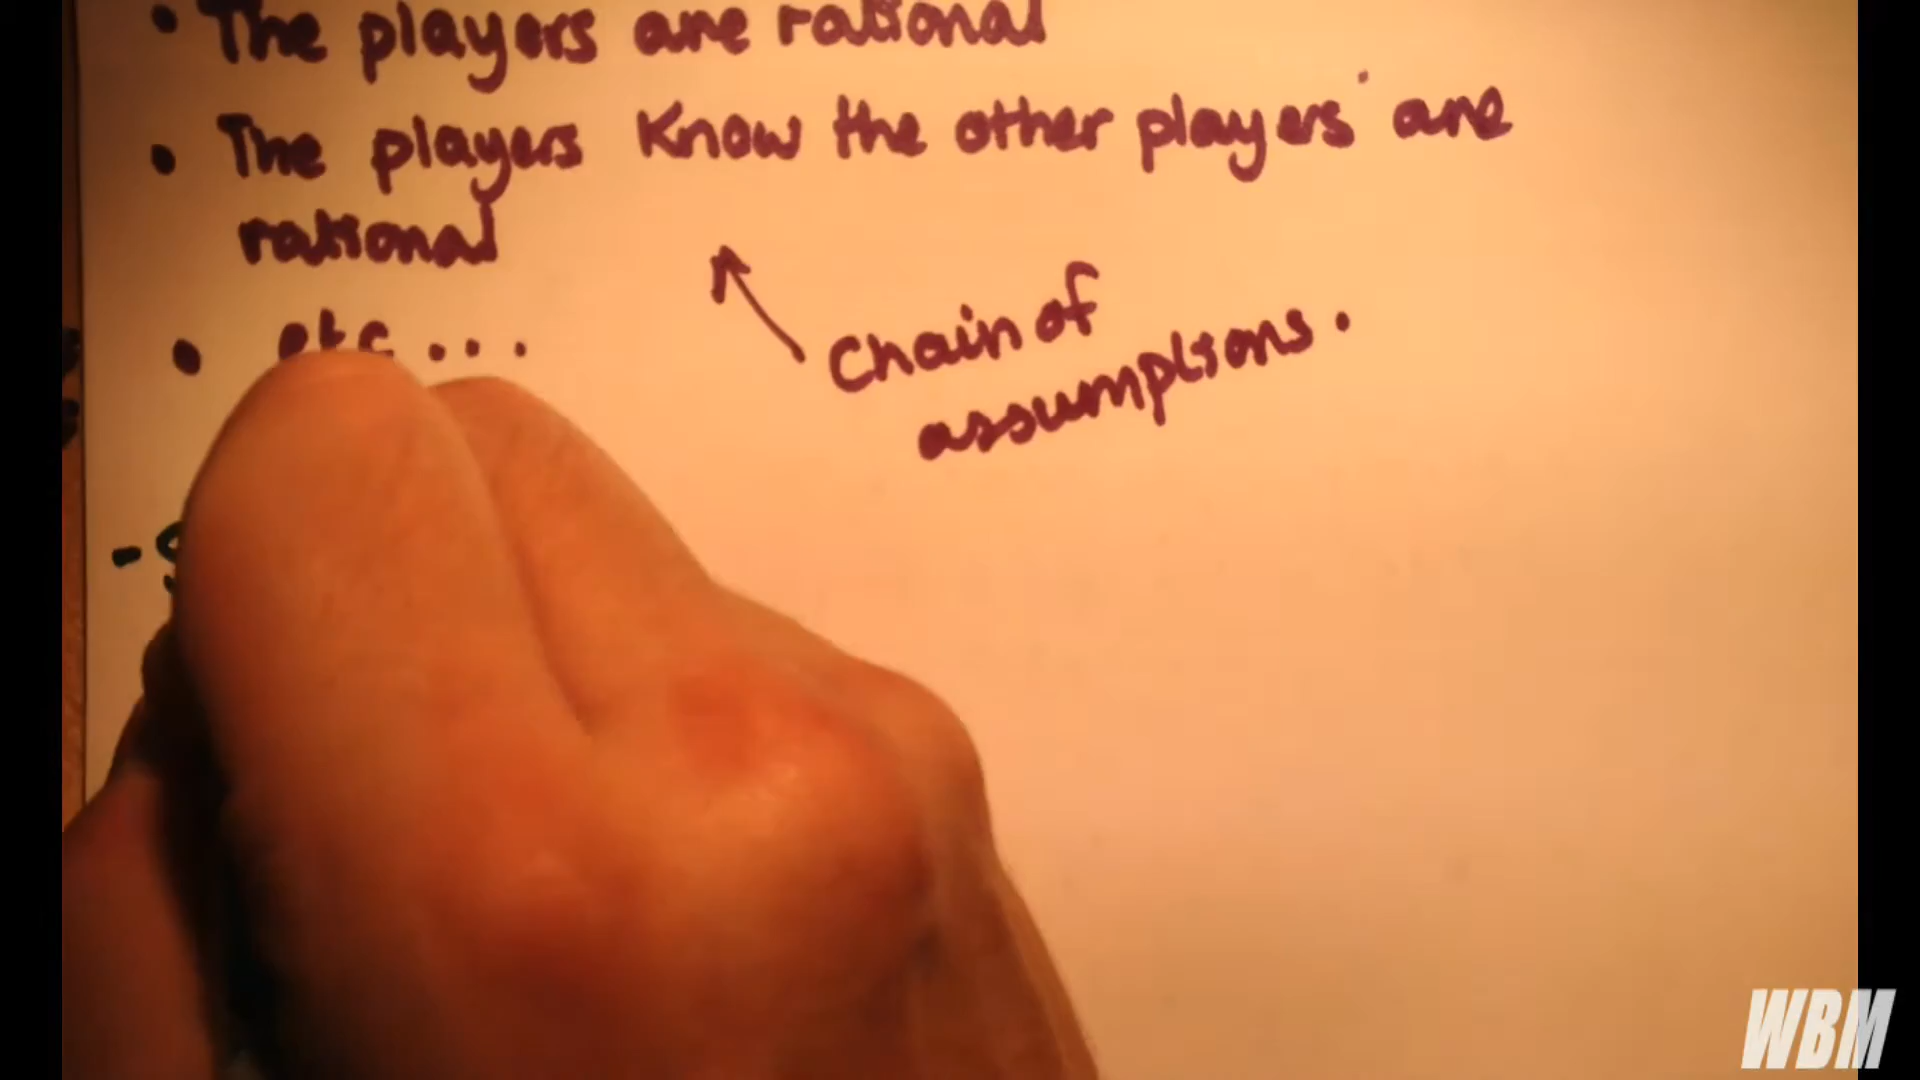 • The players are rational
• The players know the other players are
rational
• etc...
Chain of
assumptions.
WBM